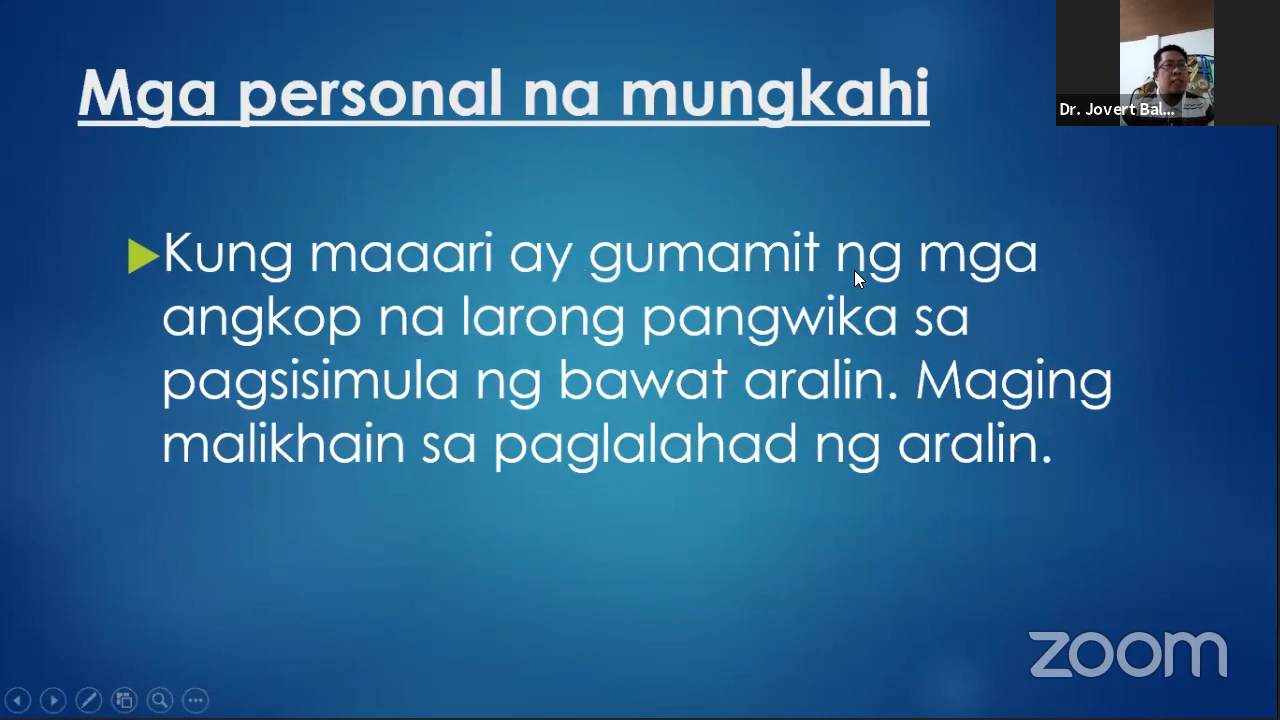 Mga personal na mungkahi
Dr. Jovert Bal...
Kung maaari ay gumamit ng mga
angkop na larong pangwika sa
pagsisimula ng bawat aralin. Maging
malikhain sa paglalahad ng aralin.
zoom